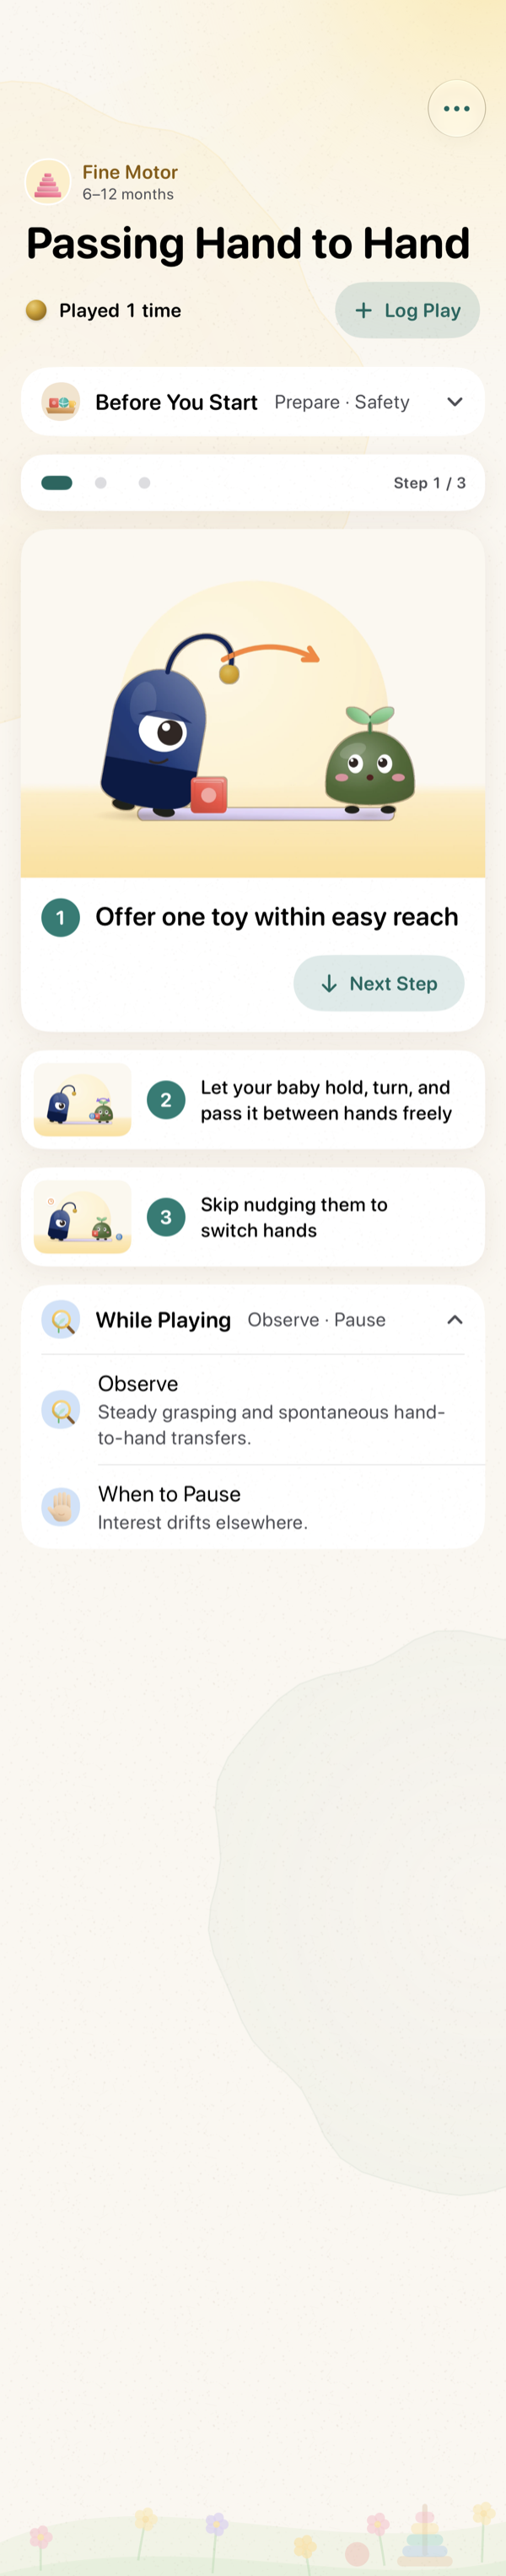 Fine Motor
6–12 months
Passing Hand to Hand
Played 1 time
+ Log Play
Before You Start Prepare · Safety
Step 1 / 3
1 Offer one toy within easy reach
Next Step
2 Let your baby hold, turn, and
pass it between hands freely
3 Skip nudging them to
switch hands
While Playing Observe · Pause
Observe
Steady grasping and spontaneous hand-
to-hand transfers.
When to Pause
Interest drifts elsewhere.